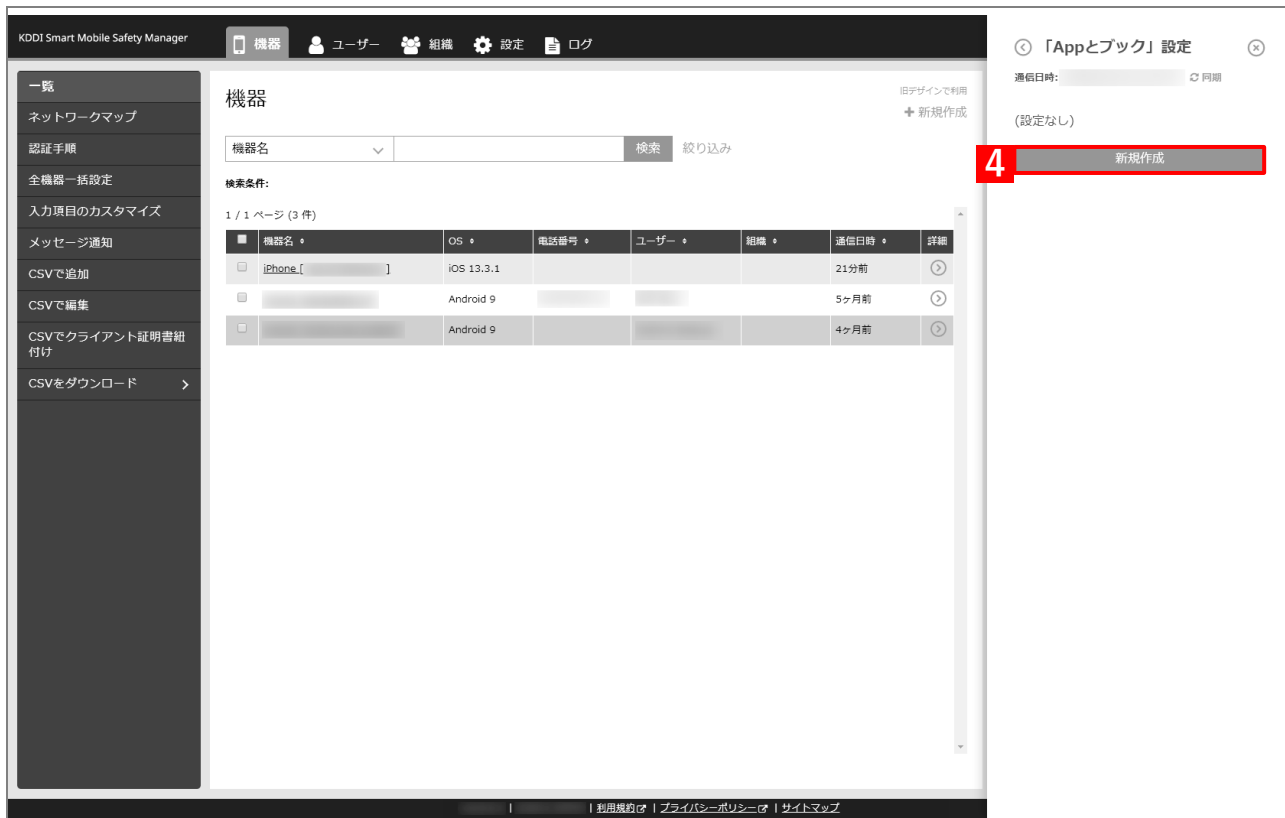 KDDI Smart Mobile Safety Manager
機器 ユーザー 組織 設定 ログ
一覧
ネットワークマップ
認証手順
全機器一括設定
入力項目のカスタマイズ
メッセージ通知
CSVで追加
CSVで編集
CSVでクライアント証明書紐
付け
CSVをダウンロード
機器
旧デザインで利用
新規作成
機器名 検索 絞り込み
検索条件:
1 / 1 ページ (3 件)
機器名 OS 電話番号 ユーザー 組織 通信日時 詳細
iPhone [ ] iOS 13.3.1 21分前
Android 9 5ヶ月前
Android 9 4ヶ月前
| | 利用規約 | プライバシーポリシー | サイトマップ
「Appとブック」設定
通信日時: 同期
(設定なし)
4 新規作成